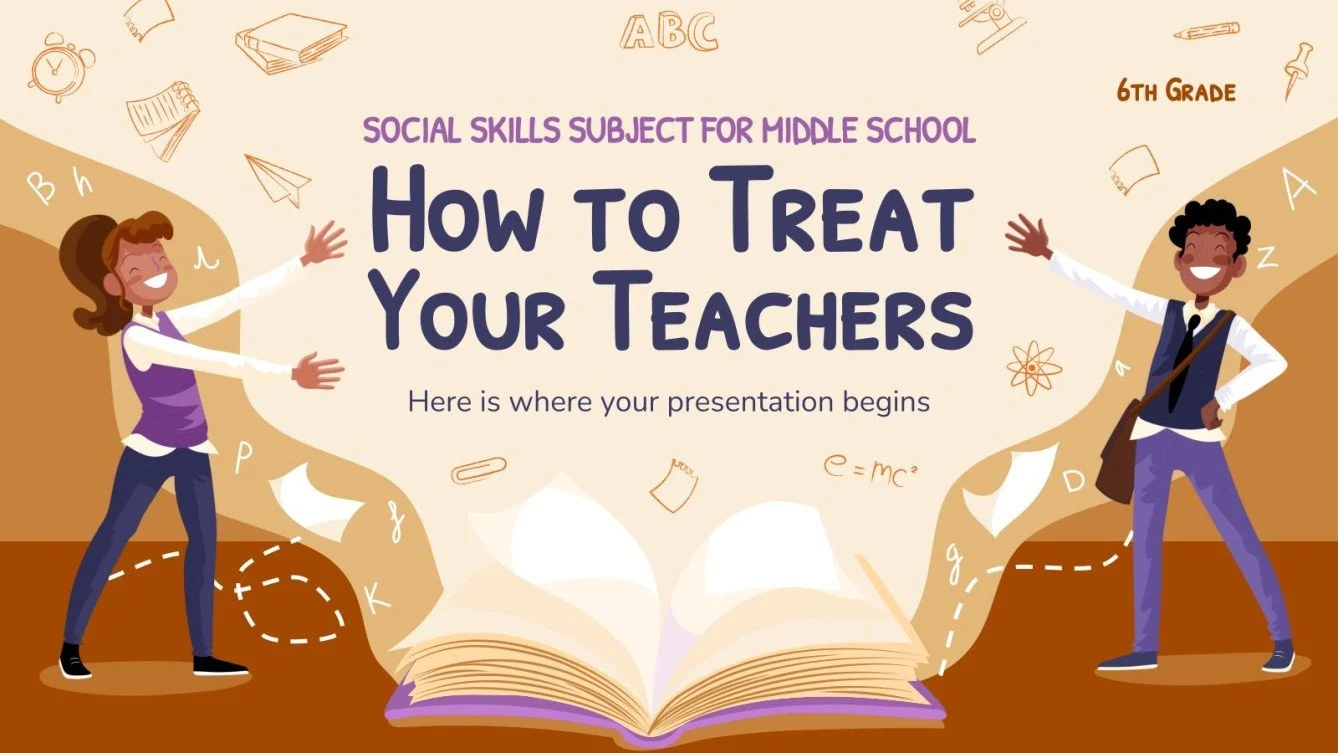 ABC
6TH GRADE
SOCIAL SKILLS SUBJECT FOR MIDDLE SCHOOL
HOW TO TREAT
YOUR TEACHERS
Here is where your presentation begins
B h
A
r
z
a
p
e = mc²
D
f
g
K